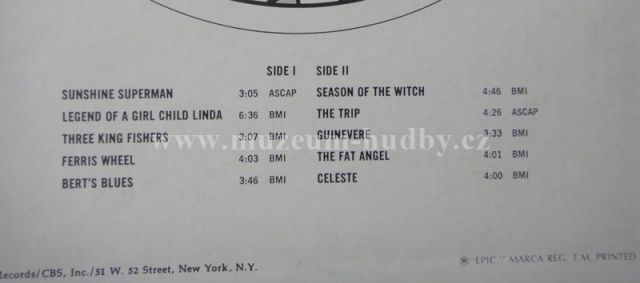 SIDE I SIDE II
SUNSHINE SUPERMAN 3:05 ASCAP SEASON OF THE WITCH 4:46 BMI
LEGEND OF A GIRL CHILD LINDA 6:36 BMI THE TRIP 4:26 ASCAP
THREE KING FISHERS 3:07 BMI GUINEVERE 3:33 BMI
www.muzeum-hudby.cz
FERRIS WHEEL 4:03 BMI THE FAT ANGEL 4:01 BMI
BERT'S BLUES 3:46 BMI CELESTE 4:00 BMI
® "EPIC," MARCA REG. T.M. PRINTED
Records/CBS, Inc./51 W. 52 Street, New York, N.Y.